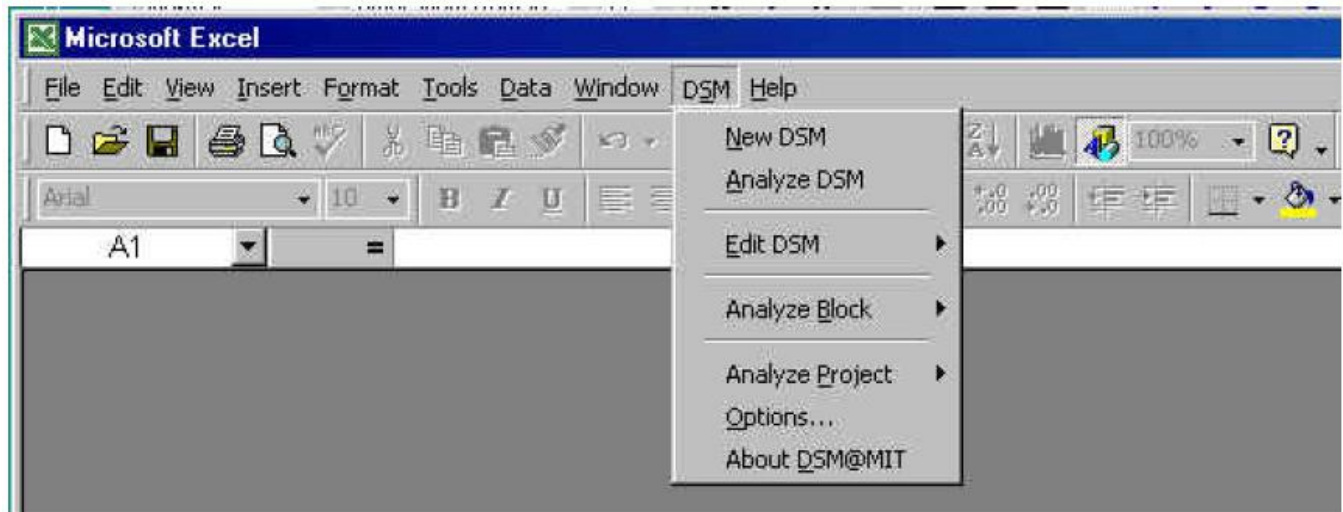 Microsoft Excel
File Edit View Insert Format Tools Data Window DSM Help
100%
Arial 10 B I U
A1 =
New DSM
Analyze DSM
Edit DSM
Analyze Block
Analyze Project
Options...
About DSM@MIT